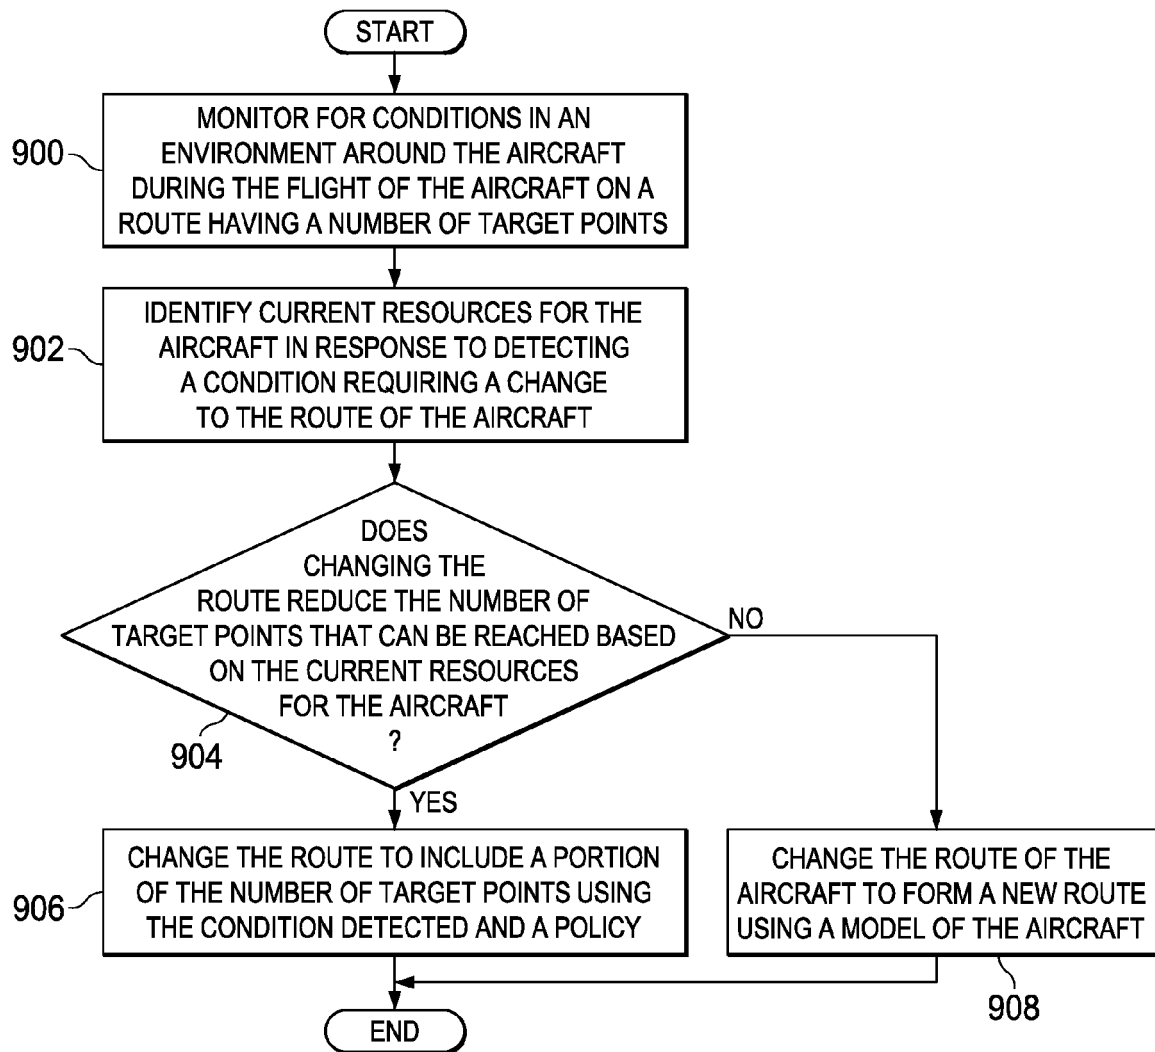 START
900
MONITOR FOR CONDITIONS IN AN
ENVIRONMENT AROUND THE AIRCRAFT
DURING THE FLIGHT OF THE AIRCRAFT ON A
ROUTE HAVING A NUMBER OF TARGET POINTS
902
IDENTIFY CURRENT RESOURCES FOR THE
AIRCRAFT IN RESPONSE TO DETECTING
A CONDITION REQUIRING A CHANGE
TO THE ROUTE OF THE AIRCRAFT
DOES
CHANGING THE
ROUTE REDUCE THE NUMBER OF
TARGET POINTS THAT CAN BE REACHED BASED
ON THE CURRENT RESOURCES
FOR THE AIRCRAFT
?
904
NO
YES
906
CHANGE THE ROUTE TO INCLUDE A PORTION
OF THE NUMBER OF TARGET POINTS USING
THE CONDITION DETECTED AND A POLICY
CHANGE THE ROUTE OF THE
AIRCRAFT TO FORM A NEW ROUTE
USING A MODEL OF THE AIRCRAFT
908
END